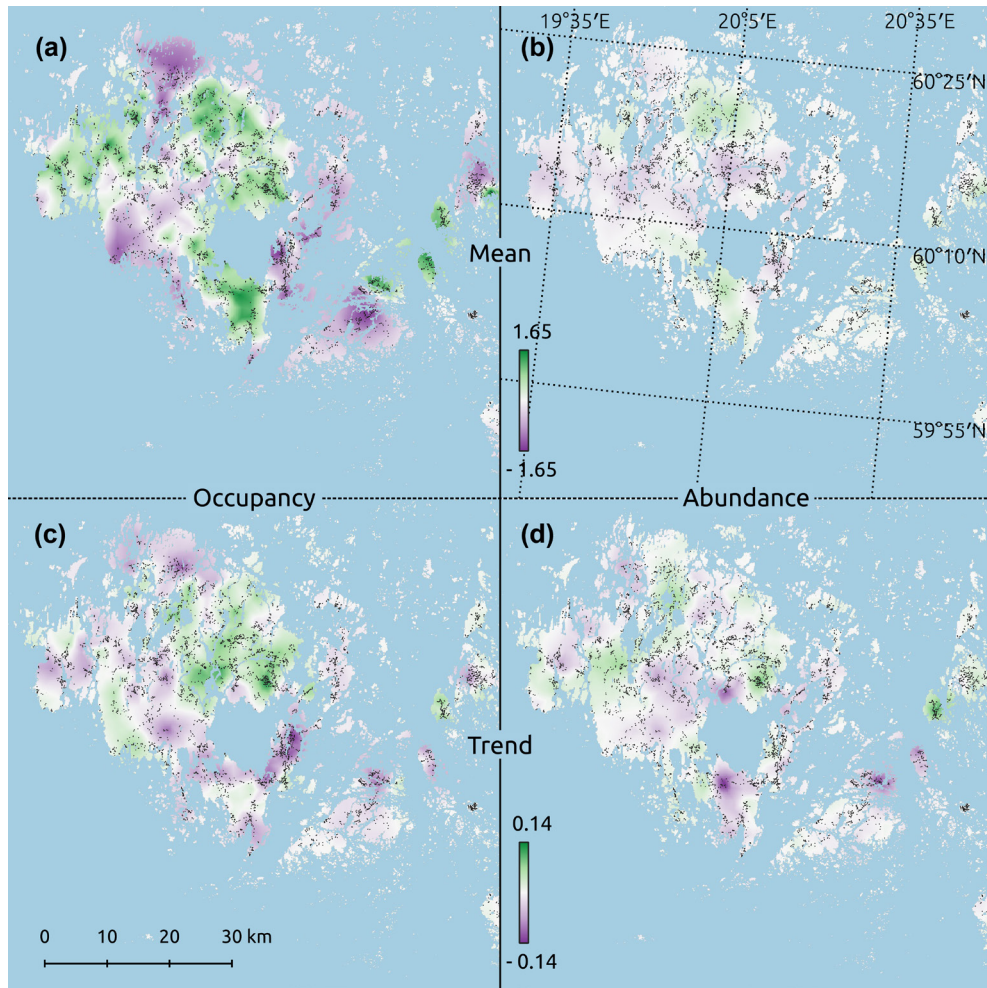 (a)
(b)
19°35′E
20°5′E
20°35′E
60°25′N
Mean
60°10′N
1.65
- 1.65
59°55′N
Occupancy
Abundance
(c)
(d)
Trend
0.14
- 0.14
0 10 20 30 km